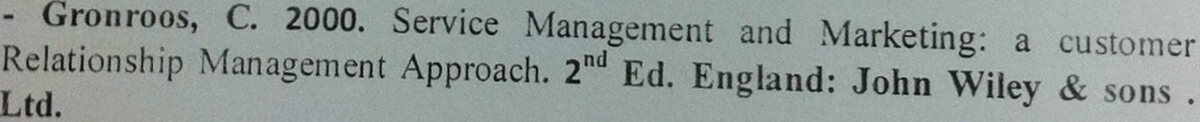 - Gronroos, C. 2000. Service Management and Marketing: a customer
Relationship Management Approach. 2nd Ed. England: John Wiley & sons .
Ltd.